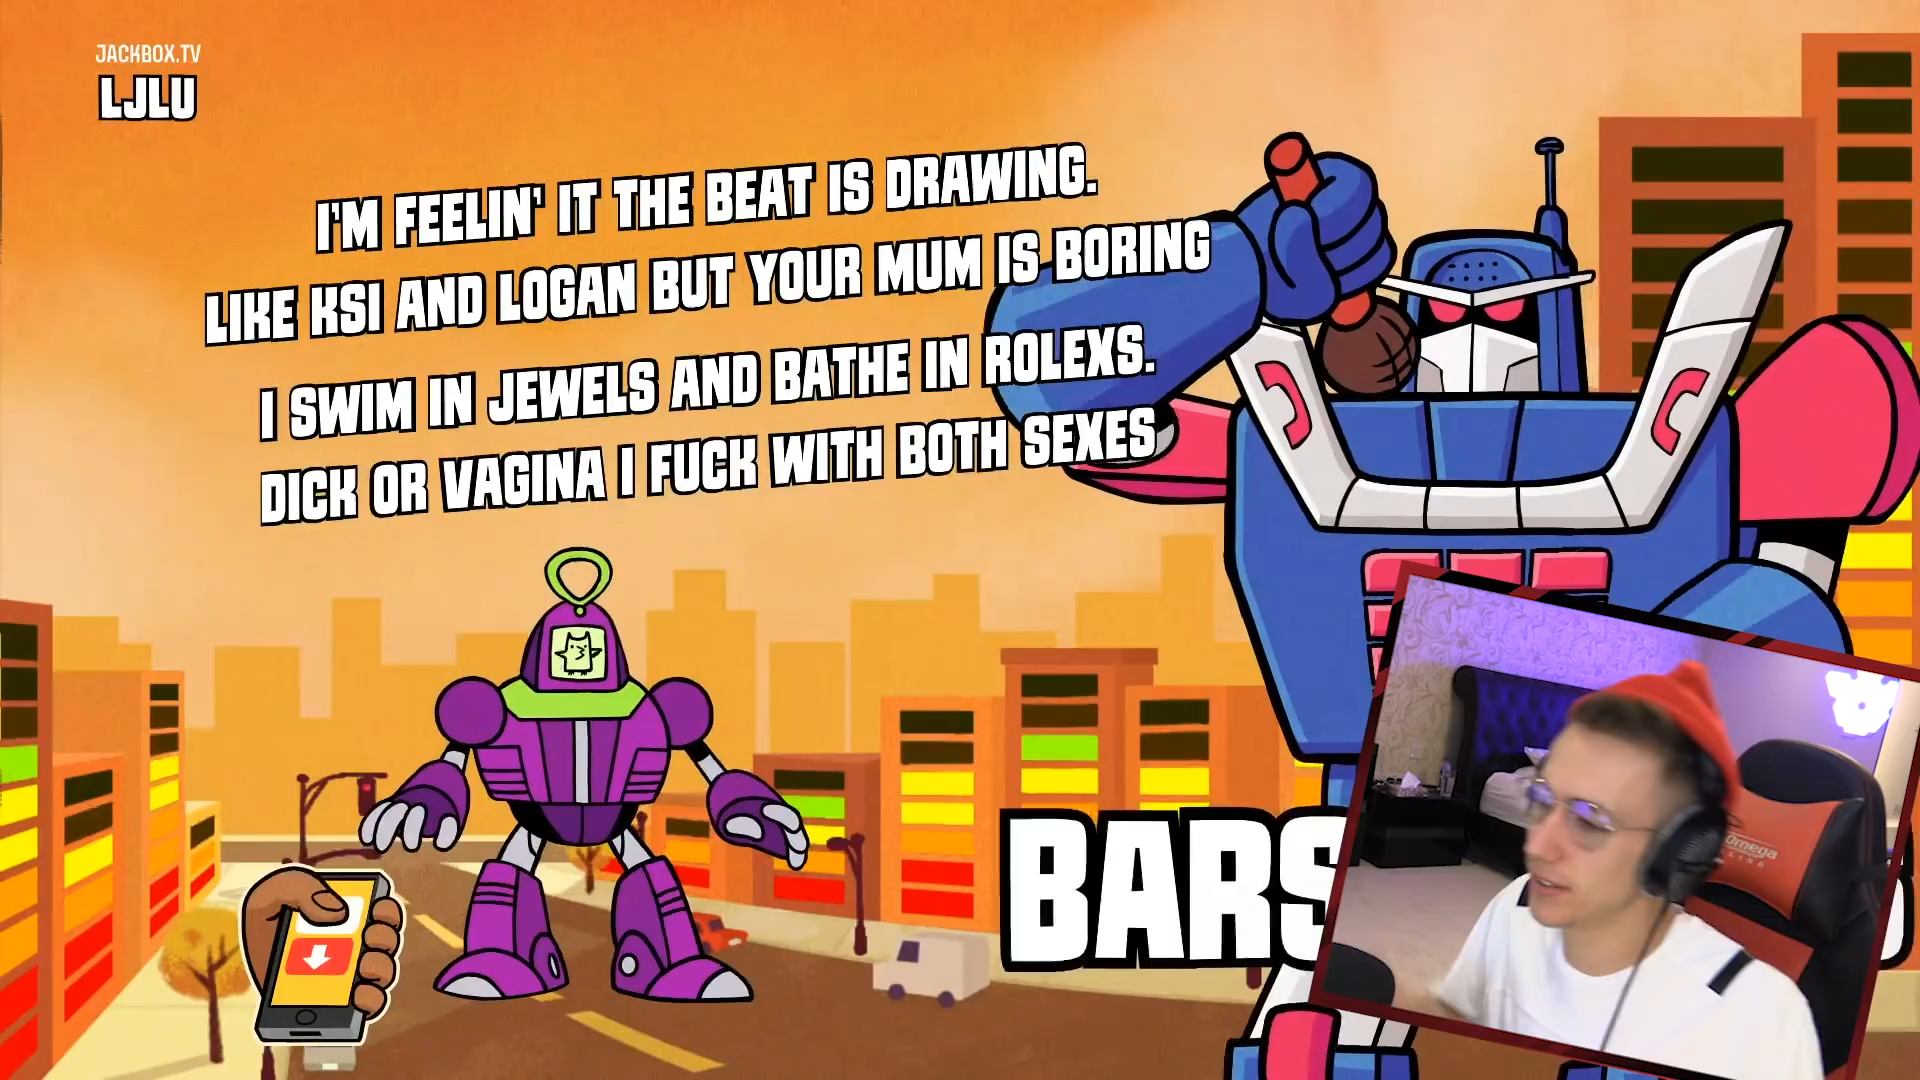 JACKBOX.TV
LJLU
I'M FEELIN' IT THE BEAT IS DRAWING.
LIKE KSI AND LOGAN BUT YOUR MUM IS BORING
I SWIM IN JEWELS AND BATHE IN ROLEXS.
DICK OR VAGINA I FUCK WITH BOTH SEXES
BARS
omega